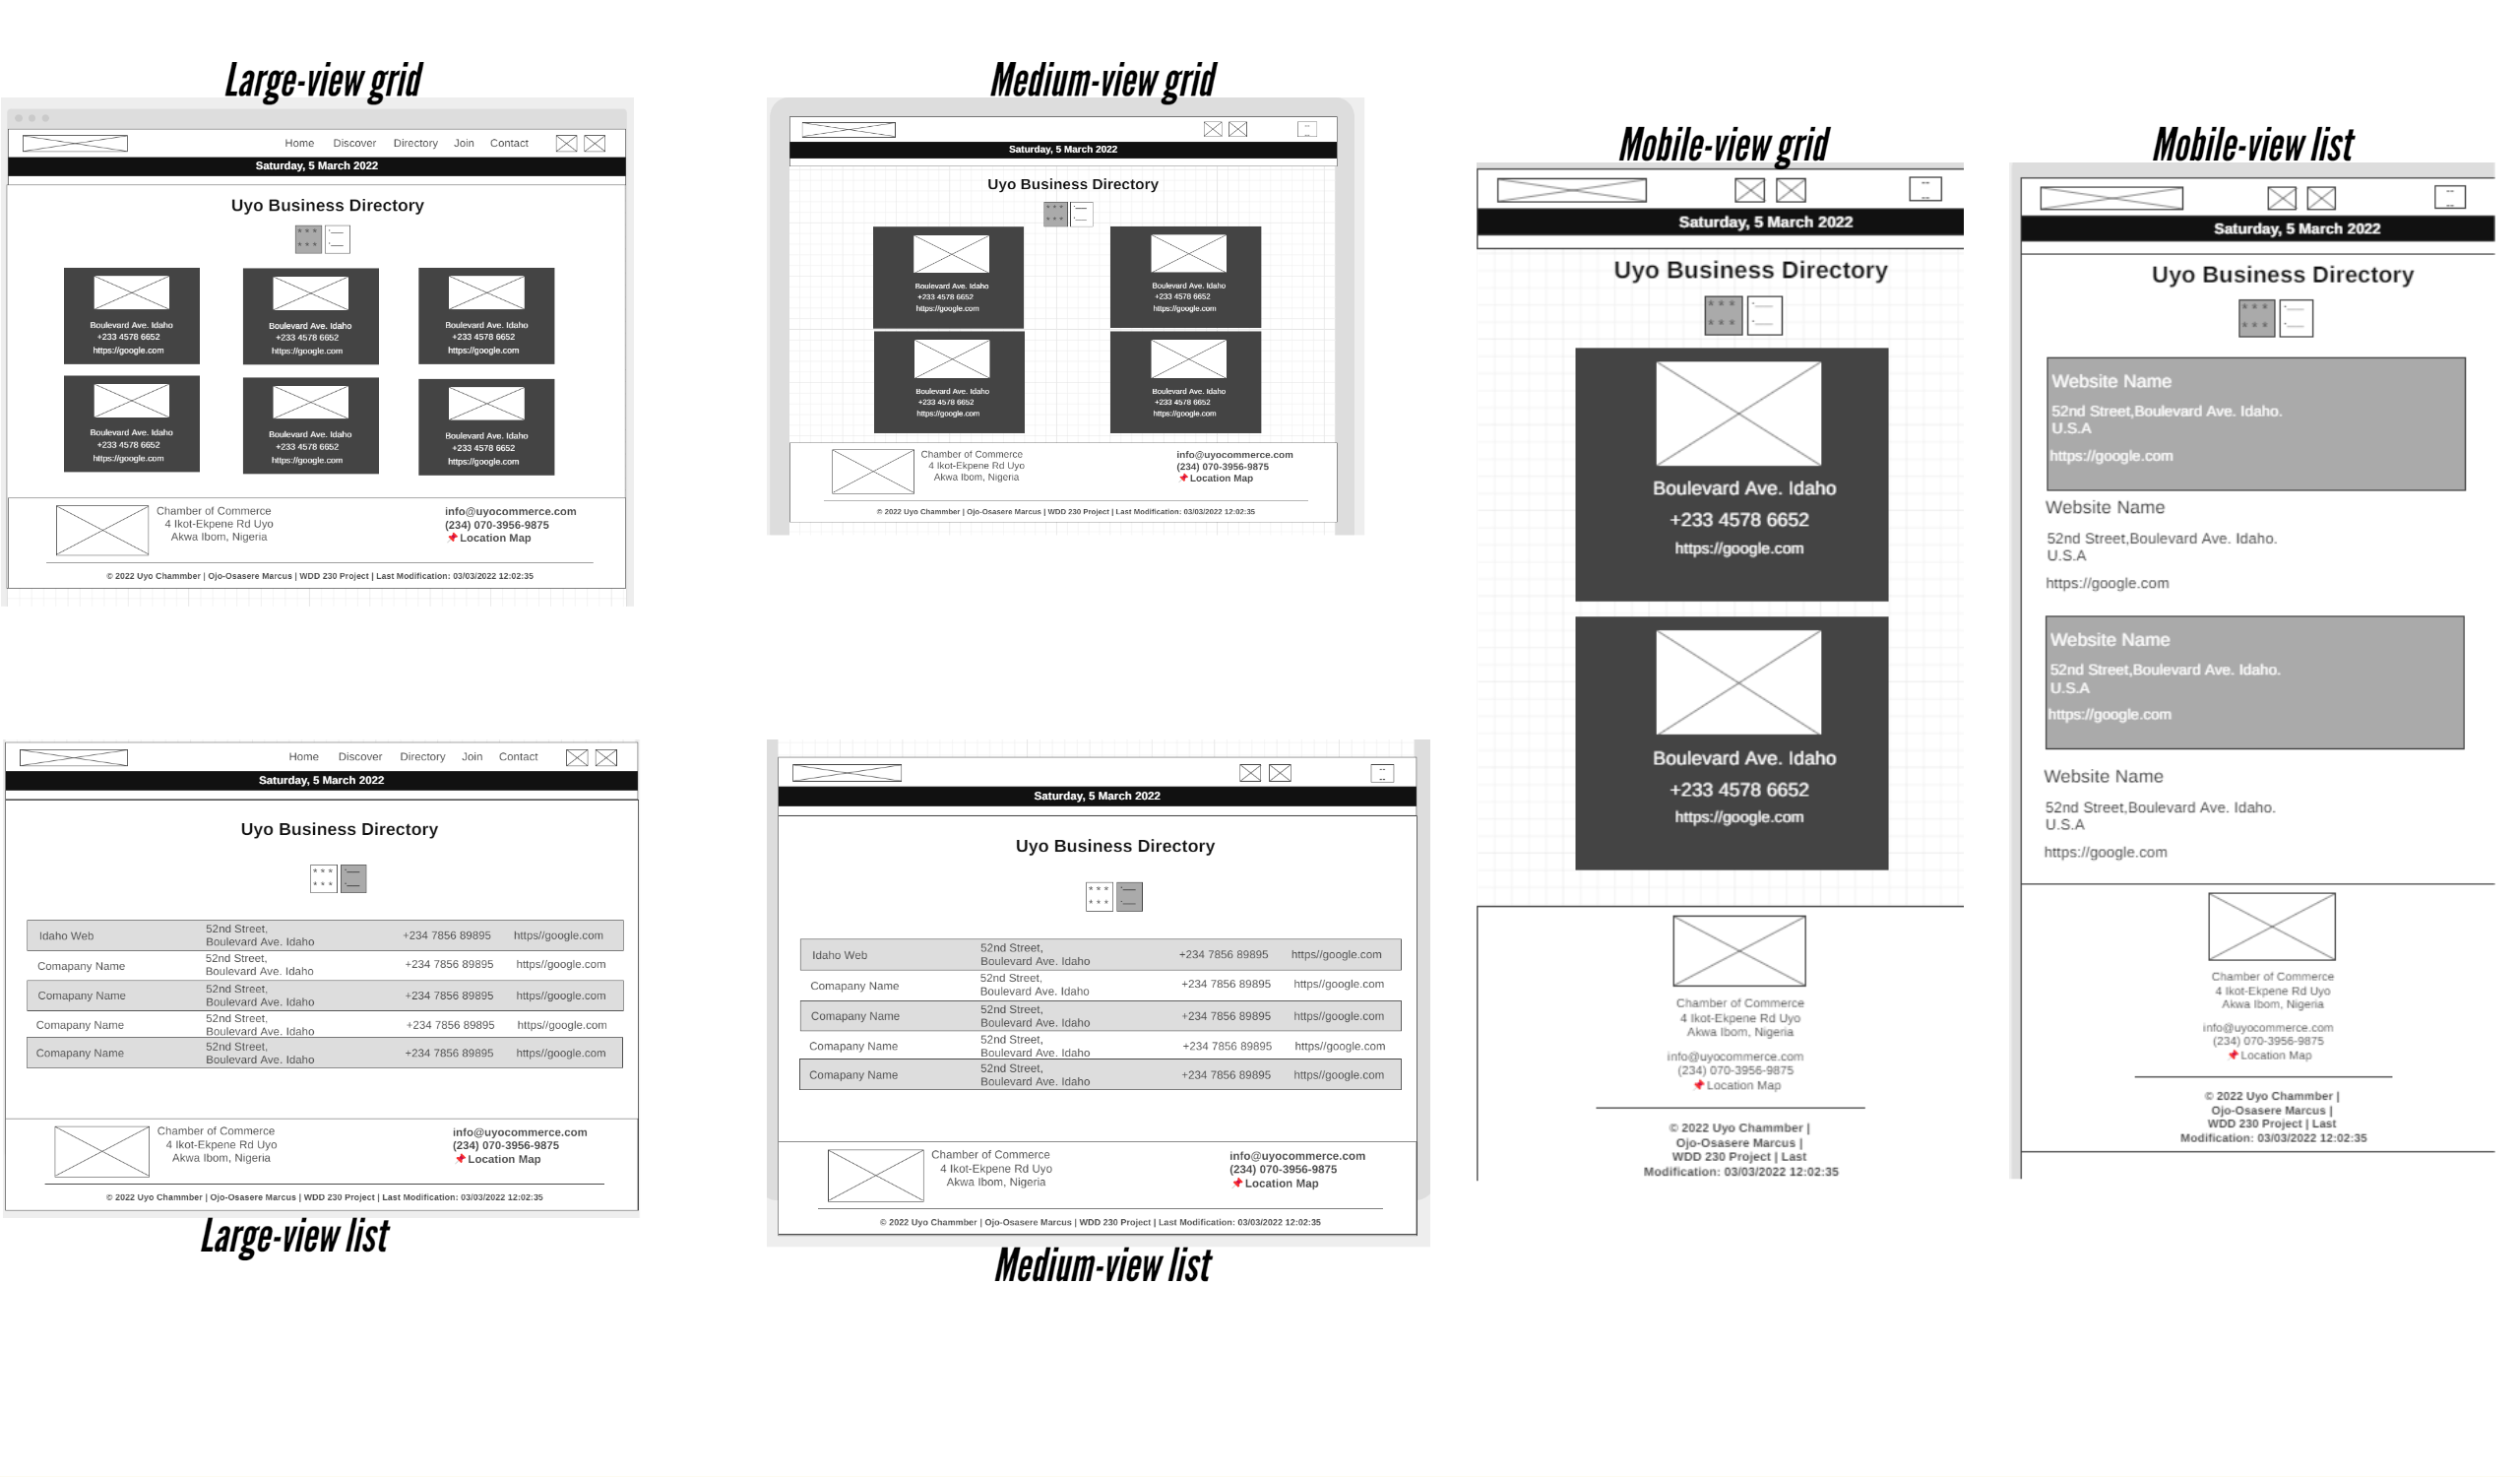 Large-view grid
Home Discover Directory Join Contact
Saturday, 5 March 2022
Uyo Business Directory
Boulevard Ave. Idaho
+233 4578 6652
https://google.com
Boulevard Ave. Idaho
+233 4578 6652
https://google.com
Boulevard Ave. Idaho
+233 4578 6652
https://google.com
Boulevard Ave. Idaho
+233 4578 6652
https://google.com
Boulevard Ave. Idaho
+233 4578 6652
https://google.com
Boulevard Ave. Idaho
+233 4578 6652
https://google.com
Chamber of Commerce
4 Ikot-Ekpene Rd Uyo
Akwa Ibom, Nigeria
info@uyocommerce.com
(234) 070-3956-9875
Location Map
© 2022 Uyo Chammber | Ojo-Osasere Marcus | WDD 230 Project | Last Modification: 03/03/2022 12:02:35
Medium-view grid
Saturday, 5 March 2022
Uyo Business Directory
Boulevard Ave. Idaho
+233 4578 6652
https://google.com
Boulevard Ave. Idaho
+233 4578 6652
https://google.com
Boulevard Ave. Idaho
+233 4578 6652
https://google.com
Boulevard Ave. Idaho
+233 4578 6652
https://google.com
Chamber of Commerce
4 Ikot-Ekpene Rd Uyo
Akwa Ibom, Nigeria
info@uyocommerce.com
(234) 070-3956-9875
Location Map
© 2022 Uyo Chammber | Ojo-Osasere Marcus | WDD 230 Project | Last Modification: 03/03/2022 12:02:35
Mobile-view grid
Saturday, 5 March 2022
Uyo Business Directory
Boulevard Ave. Idaho
+233 4578 6652
https://google.com
Boulevard Ave. Idaho
+233 4578 6652
https://google.com
Chamber of Commerce
4 Ikot-Ekpene Rd Uyo
Akwa Ibom, Nigeria
info@uyocommerce.com
(234) 070-3956-9875
Location Map
© 2022 Uyo Chammber |
Ojo-Osasere Marcus |
WDD 230 Project | Last
Modification: 03/03/2022 12:02:35
Mobile-view list
Saturday, 5 March 2022
Uyo Business Directory
Website Name
52nd Street,Boulevard Ave. Idaho.
U.S.A
https://google.com
Website Name
52nd Street,Boulevard Ave. Idaho.
U.S.A
https://google.com
Website Name
52nd Street,Boulevard Ave. Idaho.
U.S.A
https://google.com
Website Name
52nd Street,Boulevard Ave. Idaho.
U.S.A
https://google.com
Chamber of Commerce
4 Ikot-Ekpene Rd Uyo
Akwa Ibom, Nigeria
info@uyocommerce.com
(234) 070-3956-9875
Location Map
© 2022 Uyo Chammber |
Ojo-Osasere Marcus |
WDD 230 Project | Last
Modification: 03/03/2022 12:02:35
Home Discover Directory Join Contact
Saturday, 5 March 2022
Uyo Business Directory
Idaho Web 52nd Street, Boulevard Ave. Idaho +234 7856 89895 https//google.com
Comapany Name 52nd Street, Boulevard Ave. Idaho +234 7856 89895 https//google.com
Comapany Name 52nd Street, Boulevard Ave. Idaho +234 7856 89895 https//google.com
Comapany Name 52nd Street, Boulevard Ave. Idaho +234 7856 89895 https//google.com
Comapany Name 52nd Street, Boulevard Ave. Idaho +234 7856 89895 https//google.com
Chamber of Commerce
4 Ikot-Ekpene Rd Uyo
Akwa Ibom, Nigeria
info@uyocommerce.com
(234) 070-3956-9875
Location Map
© 2022 Uyo Chammber | Ojo-Osasere Marcus | WDD 230 Project | Last Modification: 03/03/2022 12:02:35
Large-view list
Saturday, 5 March 2022
Uyo Business Directory
Idaho Web 52nd Street, Boulevard Ave. Idaho +234 7856 89895 https//google.com
Comapany Name 52nd Street, Boulevard Ave. Idaho +234 7856 89895 https//google.com
Comapany Name 52nd Street, Boulevard Ave. Idaho +234 7856 89895 https//google.com
Comapany Name 52nd Street, Boulevard Ave. Idaho +234 7856 89895 https//google.com
Comapany Name 52nd Street, Boulevard Ave. Idaho +234 7856 89895 https//google.com
Chamber of Commerce
4 Ikot-Ekpene Rd Uyo
Akwa Ibom, Nigeria
info@uyocommerce.com
(234) 070-3956-9875
Location Map
© 2022 Uyo Chammber | Ojo-Osasere Marcus | WDD 230 Project | Last Modification: 03/03/2022 12:02:35
Medium-view list